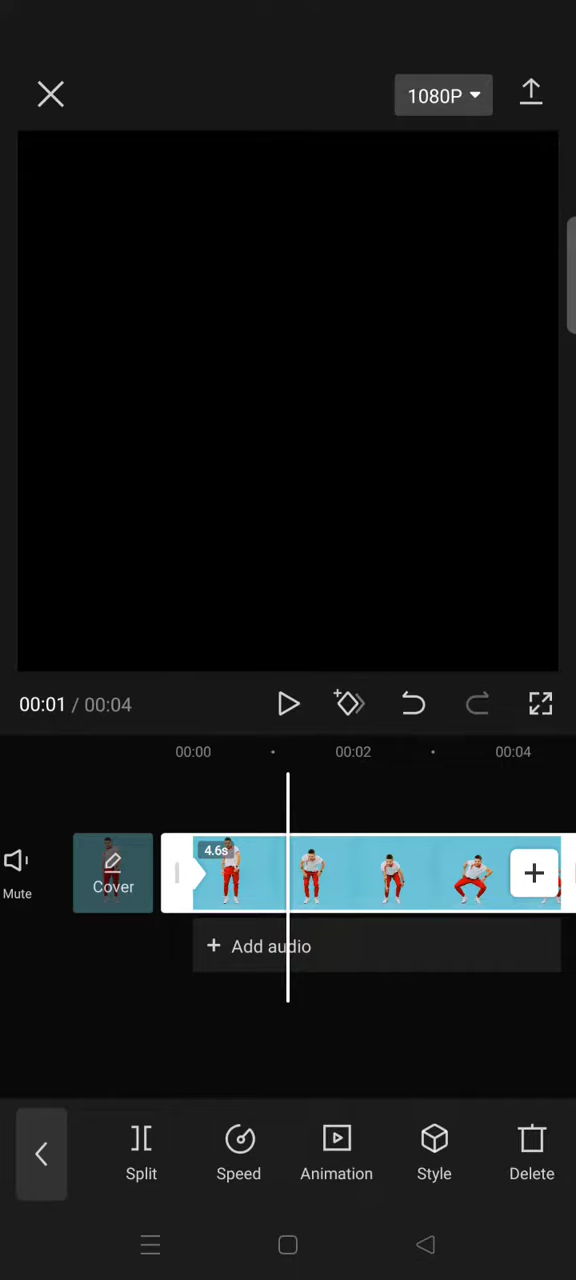 1080P
00:01 / 00:04
00:00 00:02 00:04
4.6s
Mute
Cover
+ Add audio
Split Speed Animation Style Delete